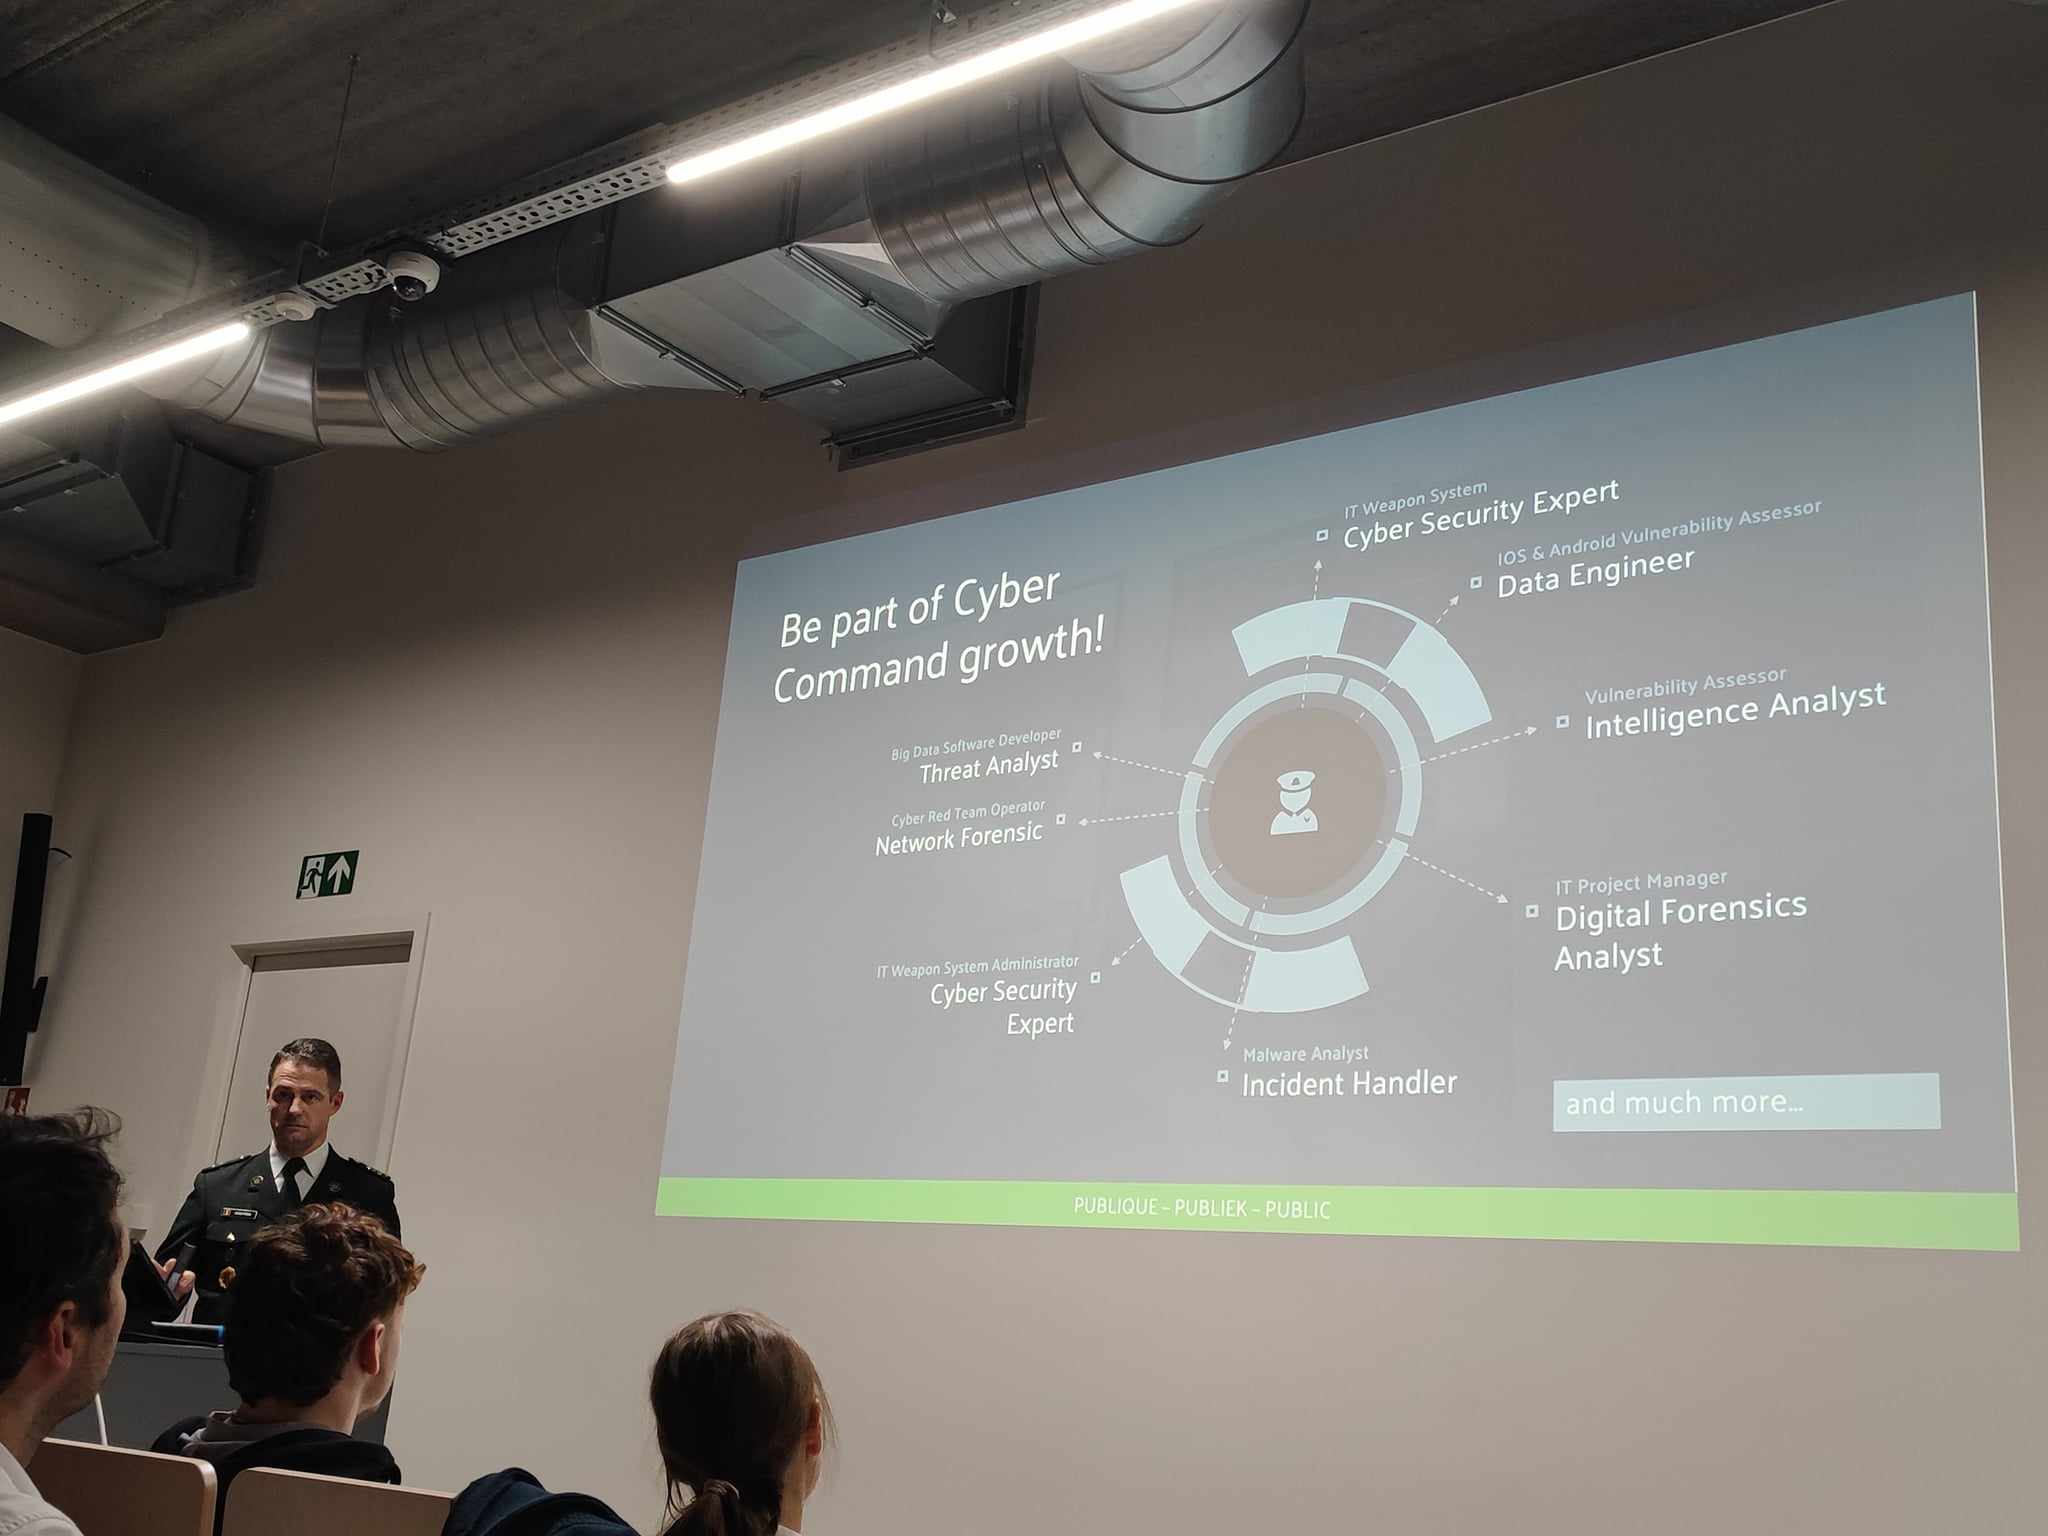 Be part of Cyber
Command growth!
IT Weapon System
Cyber Security Expert
IOS & Android Vulnerability Assessor
Data Engineer
Vulnerability Assessor
Intelligence Analyst
IT Project Manager
Digital Forensics
Analyst
Malware Analyst
Incident Handler
IT Weapon System Administrator
Cyber Security
Expert
Cyber Red Team Operator
Network Forensic
Big Data Software Developer
Threat Analyst
and much more...
PUBLIQUE – PUBLIEK – PUBLIC